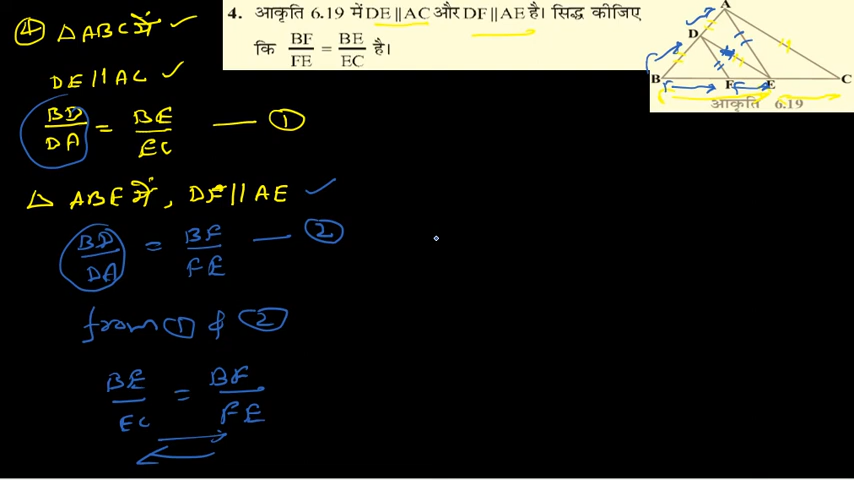 4. आकृति 6.19 में DE||AC और DF||AE है। सिद्ध कीजिए
कि BF/FE = BE/EC है।
A
D
B F E C
आकृति 6.19
④ △ABC में ✓
DE||AC ✓
BD/DA = BE/EC — ①
△ ABE में, DF||AE ✓
BD/DA = BF/FE — ②
from ① & ②
BE/EC = BF/FE